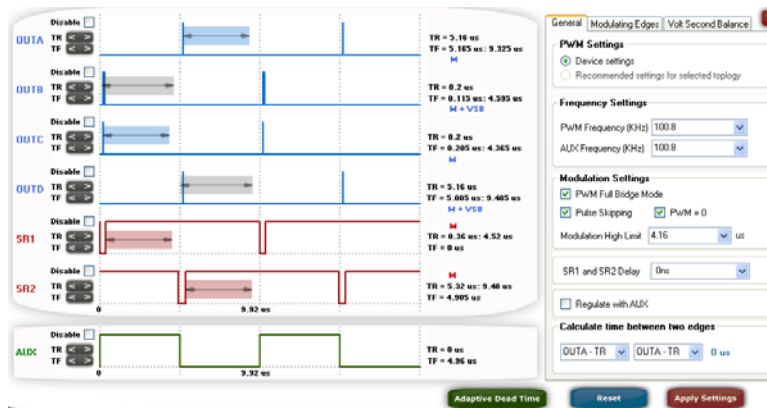 Disable
OUTA TR < >
TF < >
TR = 5.16 us
TF = 5.165 us: 9.325 us
M
Disable
OUTB TR < >
TF < >
TR = 0.2 us
TF = 0.115 us: 4.595 us
M + VSB
Disable
OUTC TR < >
TF < >
TR = 0.2 us
TF = 0.205 us: 4.365 us
M
Disable
OUTD TR < >
TF < >
TR = 5.16 us
TF = 5.005 us: 9.405 us
M + VSB
Disable
SR1 TR < >
TF < >
M
TR = 0.36 us: 4.52 us
TF = 0 us
Disable
SR2 TR < >
TF < >
M
TR = 5.32 us: 9.48 us
TF = 4.905 us
0 9.92 us
Disable
AUX TR < >
TF < >
TR = 0 us
TF = 4.96 us
0 9.92 us
General Modulating Edges Volt Second Balance
PWM Settings
Device settings
Recommended settings for selected toplogy
Frequency Settings
PWM Frequency (KHz) 100.8
AUX Frequency (KHz) 100.8
Modulation Settings
PWM Full Bridge Mode
Pulse Skipping PWM = 0
Modulation High Limit 4.16 us
SR1 and SR2 Delay 0ns
Regulate with AUX
Calculate time between two edges
OUTA - TR OUTA - TR 0 us
Adaptive Dead Time Reset Apply Settings